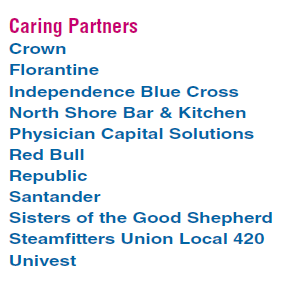 Caring Partners
Crown
Florantine
Independence Blue Cross
North Shore Bar & Kitchen
Physician Capital Solutions
Red Bull
Republic
Santander
Sisters of the Good Shepherd
Steamfitters Union Local 420
Univest